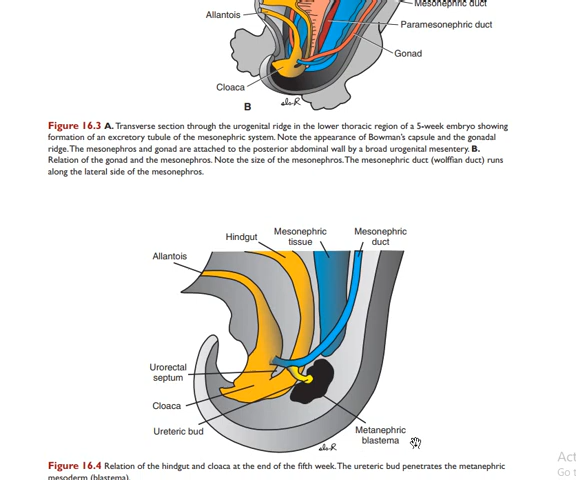 Mesonephric duct
Allantois
Paramesonephric duct
Gonad
Cloaca
B
Figure 16.3 A. Transverse section through the urogenital ridge in the lower thoracic region of a 5-week embryo showing
formation of an excretory tubule of the mesonephric system. Note the appearance of Bowman's capsule and the gonadal
ridge. The mesonephros and gonad are attached to the posterior abdominal wall by a broad urogenital mesentery. B.
Relation of the gonad and the mesonephros. Note the size of the mesonephros. The mesonephric duct (wolffian duct) runs
along the lateral side of the mesonephros.
Hindgut
Mesonephric
tissue
Mesonephric
duct
Allantois
Urorectal
septum
Cloaca
Ureteric bud
Metanephric
blastema
Figure 16.4 Relation of the hindgut and cloaca at the end of the fifth week. The ureteric bud penetrates the metanephric
mesoderm (blastema).
Act
Go t